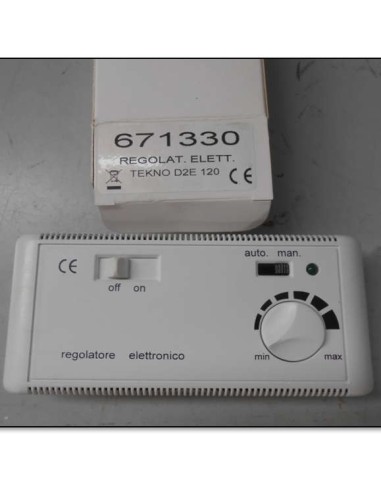 671330
REGOLAT. ELETT.
TEKNO D2E 120 CE
CE
off on
auto. man.
min max
regolatore elettronico